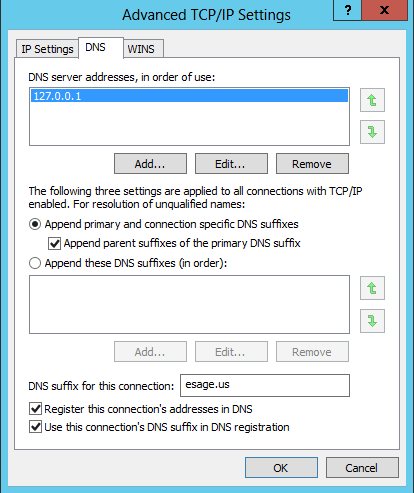 Advanced TCP/IP Settings
? X
IP Settings DNS WINS
DNS server addresses, in order of use:
127.0.0.1
Add... Edit... Remove
The following three settings are applied to all connections with TCP/IP
enabled. For resolution of unqualified names:
Append primary and connection specific DNS suffixes
Append parent suffixes of the primary DNS suffix
Append these DNS suffixes (in order):
Add... Edit... Remove
DNS suffix for this connection: esage.us
Register this connection's addresses in DNS
Use this connection's DNS suffix in DNS registration
OK Cancel